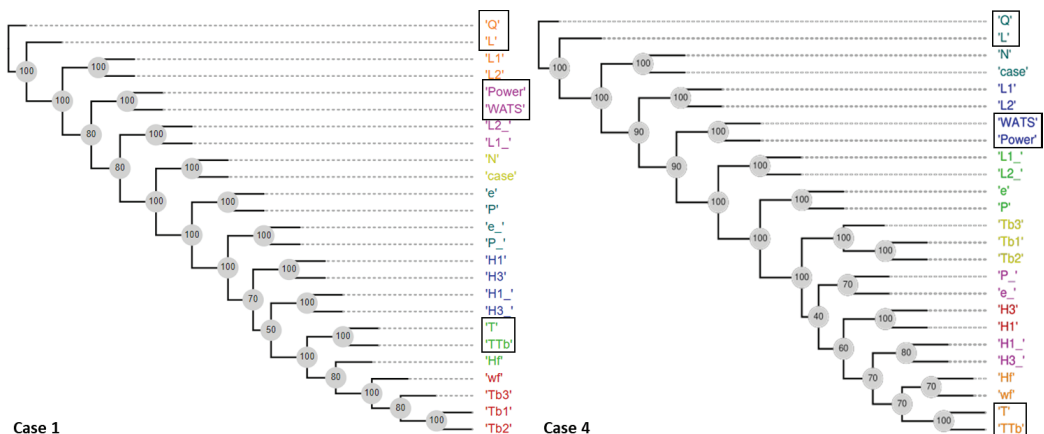 'Q'
'L'
'L1'
100
100
'L2'
'Power'
100
100
'WATS'
'L2_'
80
100
'L1_'
'N'
80
100
'case'
'e'
100
100
'P'
'e_'
100
100
'P_'
'H1'
100
100
'H3'
'H1_'
70
100
'H3_'
'T'
50
100
'TTb'
100
'Hf'
80
'wf'
100
'Tb3'
80
'Tb1'
100
'Tb2'
Case 1
'Q'
'L'
'N'
100
100
'case'
'L1'
100
100
'L2'
'WATS'
90
100
'Power'
'L1_'
90
100
'L2_'
'e'
100
100
'P'
'Tb3'
100
100
'Tb1'
100
'Tb2'
100
'P_'
70
'e_'
'H3'
40
100
'H1'
'H1_'
60
80
'H3_'
70
'Hf'
70
'wf'
70
'T'
100
'TTb'
Case 4